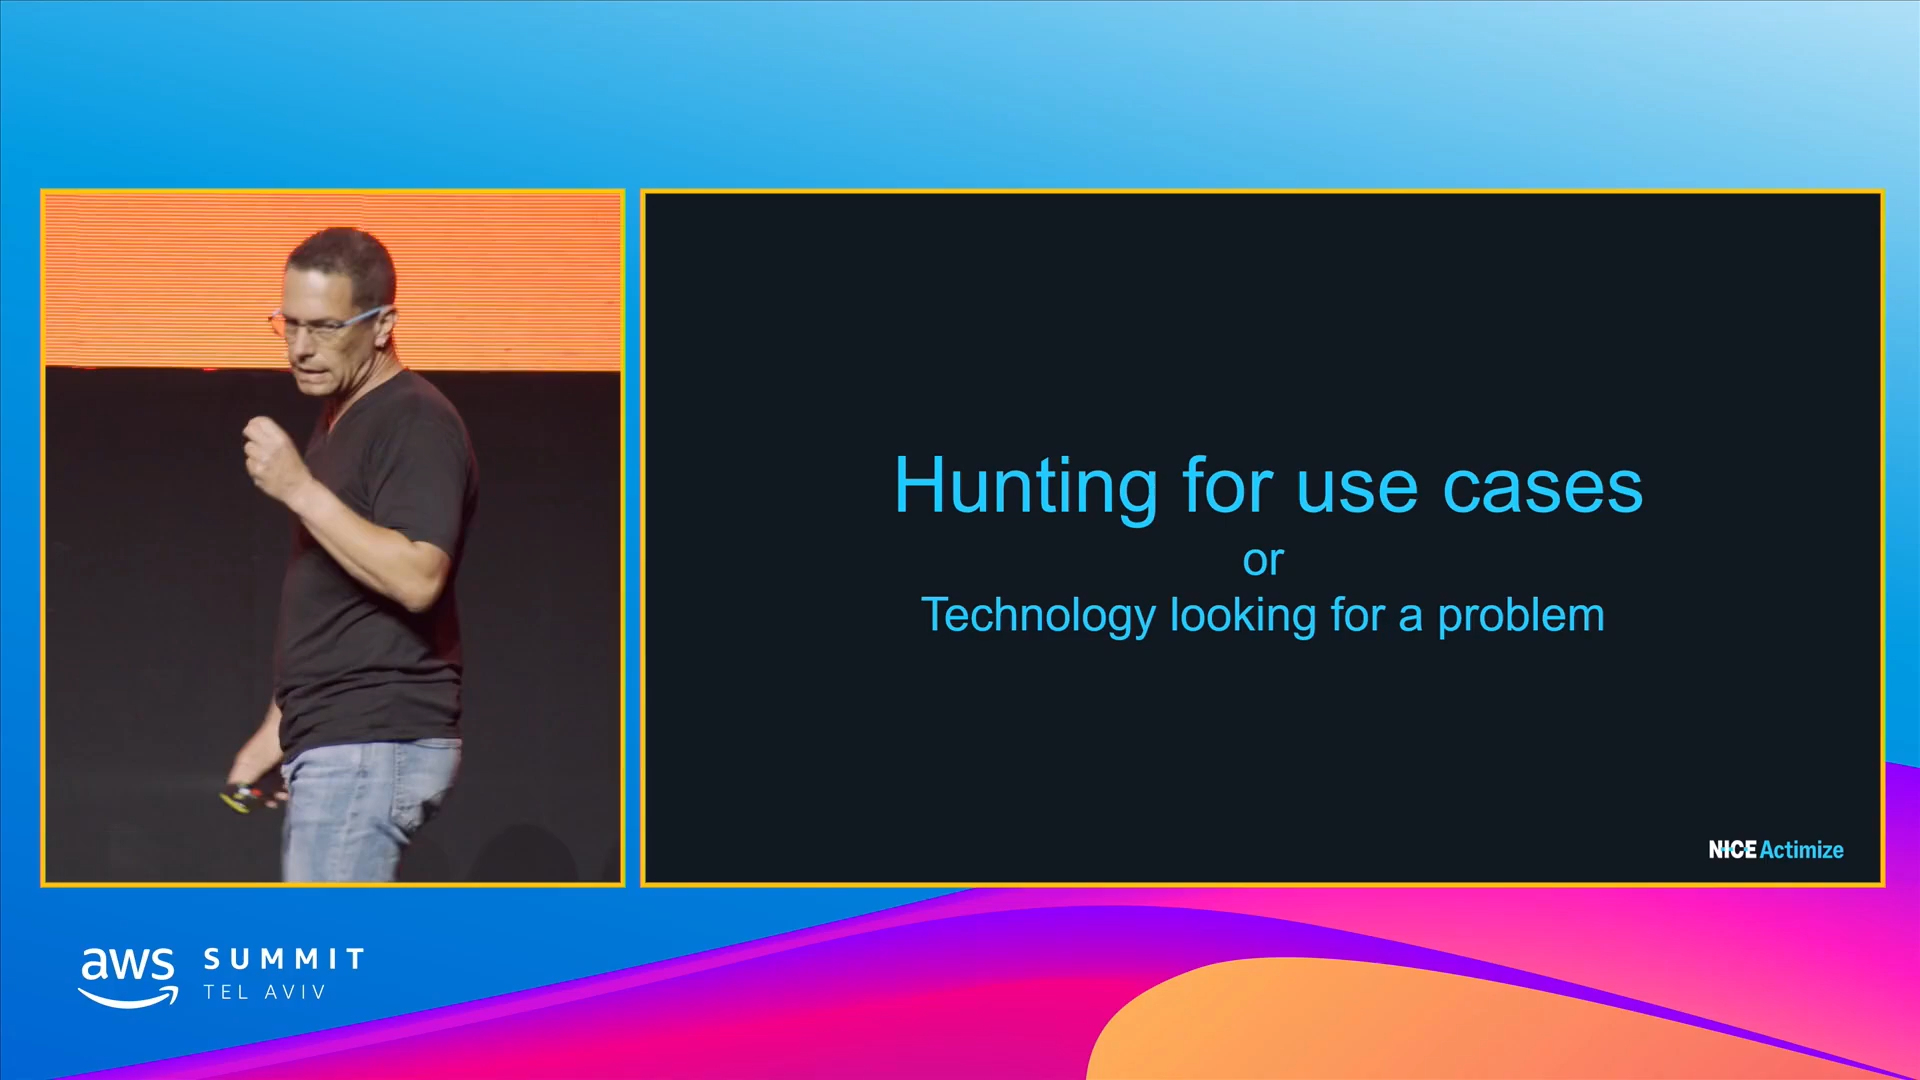 Hunting for use cases
or
Technology looking for a problem
NICE Actimize
aws SUMMIT
TEL AVIV